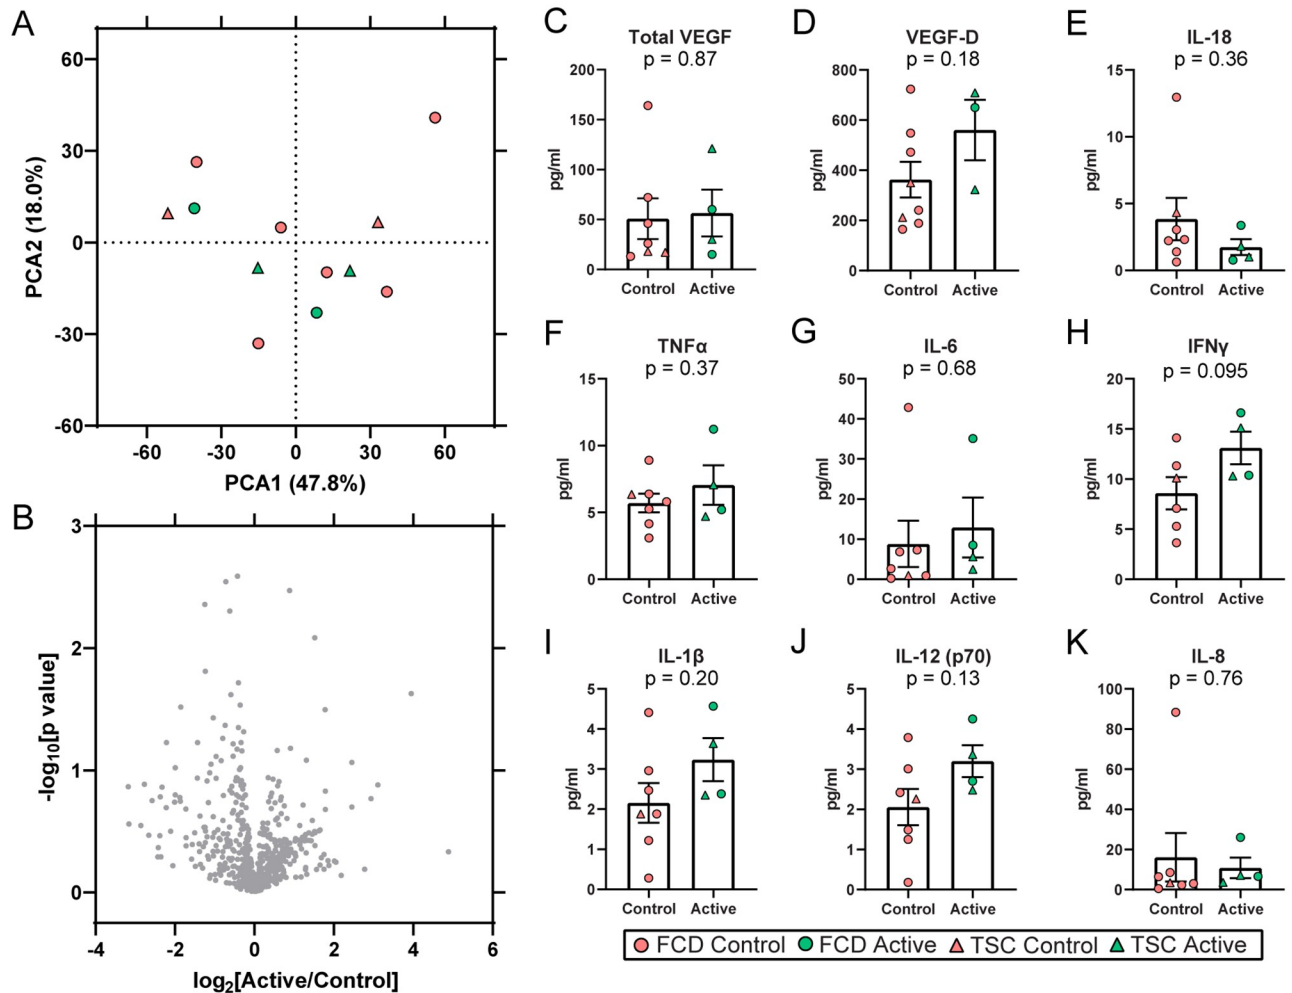 A
60
30
0
-30
-60
PCA2 (18.0%)
-60
-30
0
30
60
PCA1 (47.8%)
B
3
2
1
0
-log10[p value]
-4
-2
0
2
4
6
log2[Active/Control]
C
Total VEGF
p = 0.87
200
150
100
50
0
pg/ml
Control
Active
D
VEGF-D
p = 0.18
800
600
400
200
0
pg/ml
Control
Active
E
IL-18
p = 0.36
15
10
5
0
pg/ml
Control
Active
F
TNFα
p = 0.37
15
10
5
0
pg/ml
Control
Active
G
IL-6
p = 0.68
50
40
30
20
10
0
pg/ml
Control
Active
H
IFNγ
p = 0.095
20
15
10
5
0
pg/ml
Control
Active
I
IL-1β
p = 0.20
5
4
3
2
1
0
pg/ml
Control
Active
J
IL-12 (p70)
p = 0.13
5
4
3
2
1
0
pg/ml
Control
Active
K
IL-8
p = 0.76
100
80
60
40
20
0
pg/ml
Control
Active
FCD Control FCD Active TSC Control TSC Active